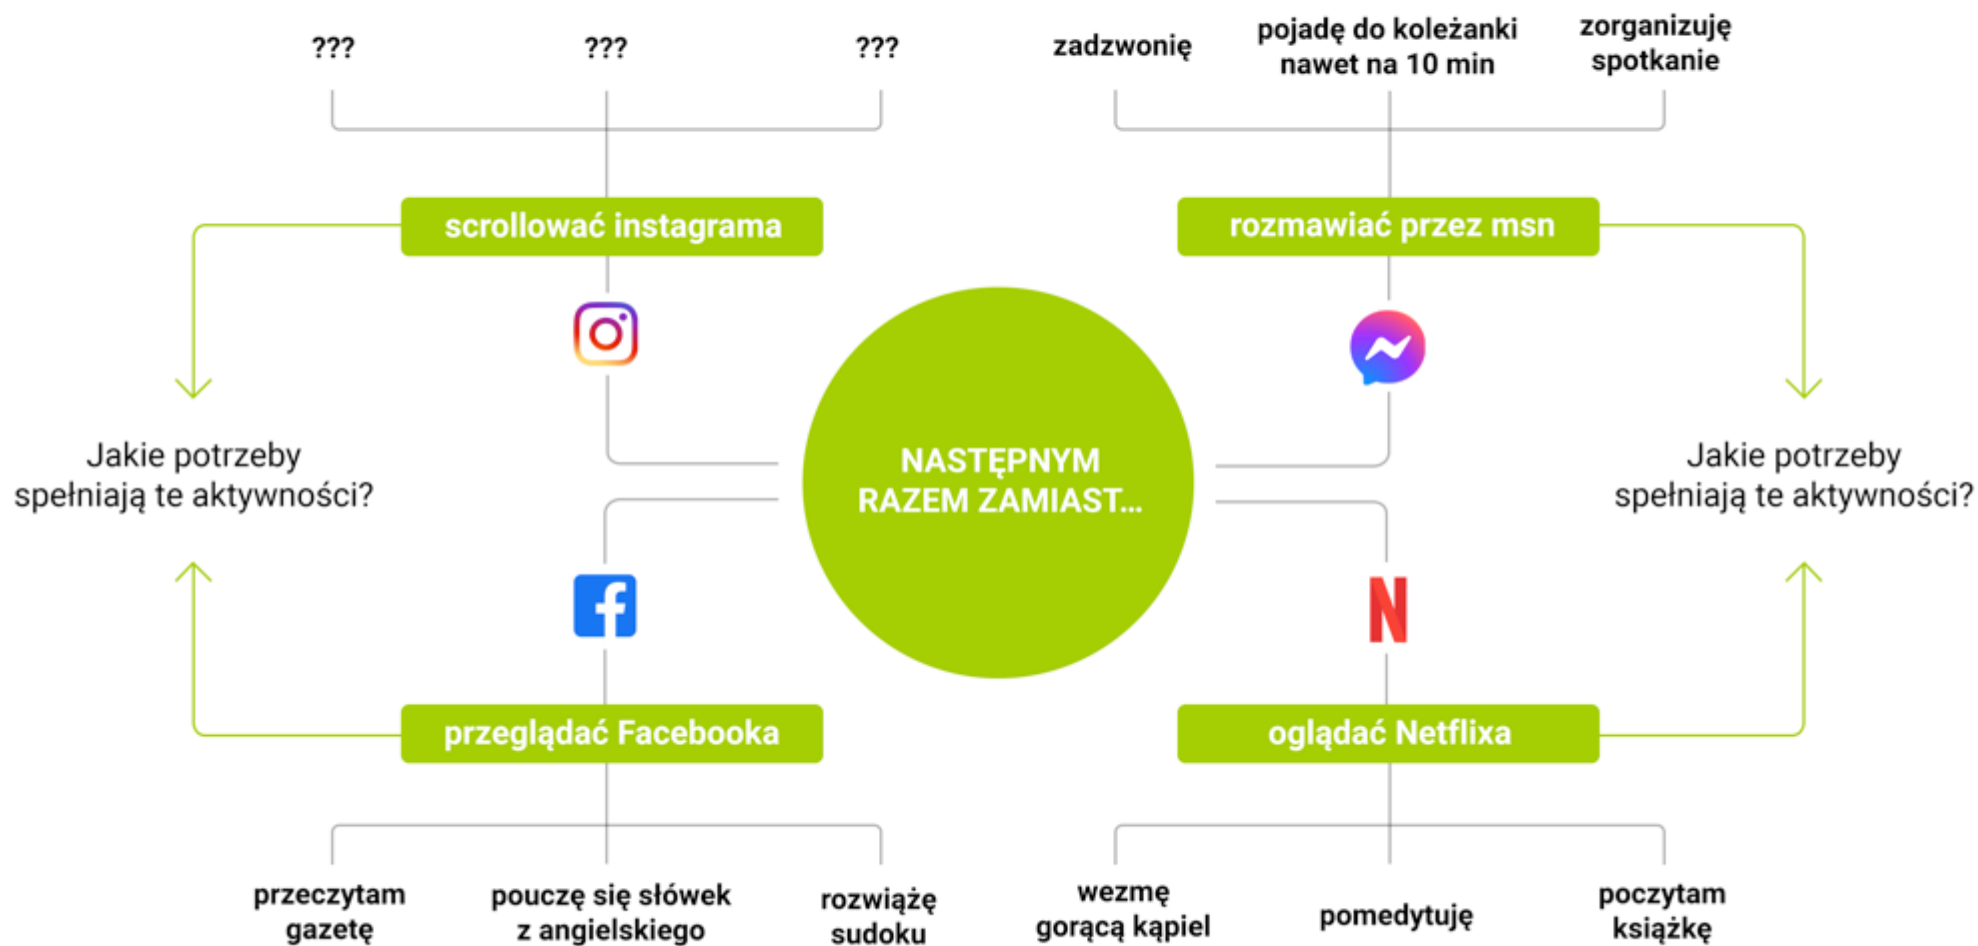 ???
???
???
zadzwonię
pojadę do koleżanki
nawet na 10 min
zorganizuję
spotkanie
scrollować instagrama
rozmawiać przez msn
Jakie potrzeby
spełniają te aktywności?
NASTĘPNYM
RAZEM ZAMIAST...
Jakie potrzeby
spełniają te aktywności?
przeglądać Facebooka
oglądać Netflixa
przeczytam
gazetę
pouczę się słówek
z angielskiego
rozwiążę
sudoku
wezmę
gorącą kąpiel
pomedytuję
poczytam
książkę